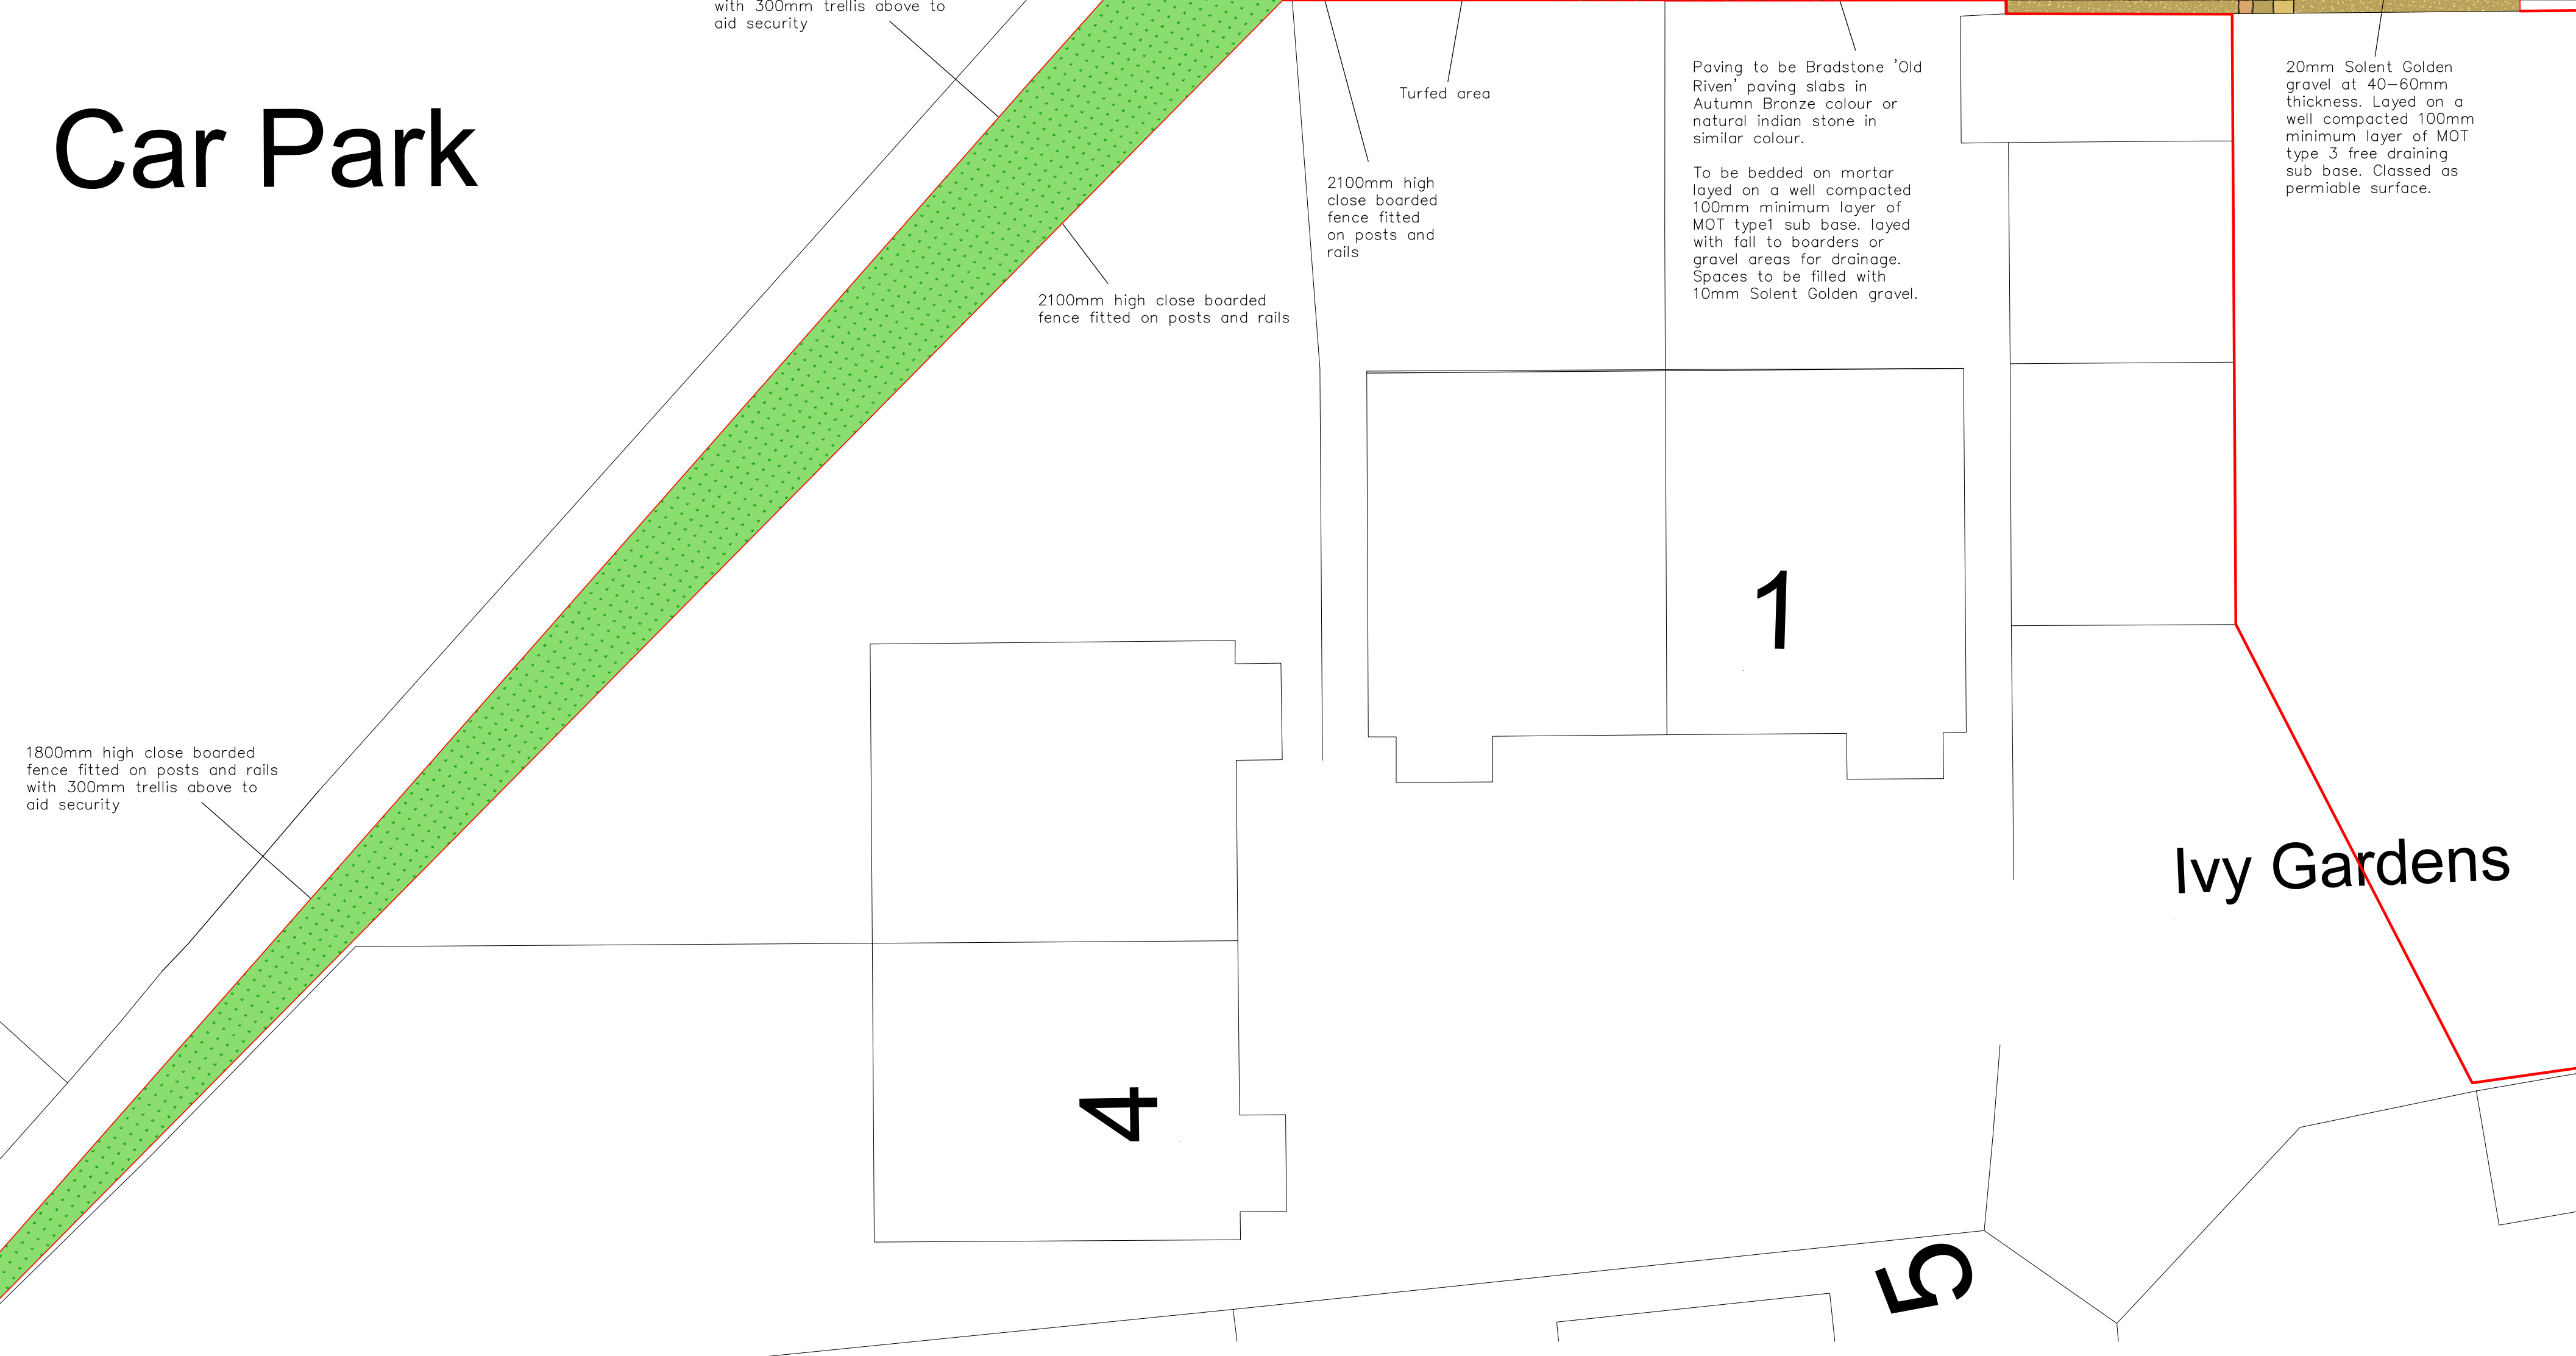 with 300mm trellis above to
aid security
Car Park
Turfed area
2100mm high
close boarded
fence fitted
on posts and
rails
2100mm high close boarded
fence fitted on posts and rails
Paving to be Bradstone 'Old
Riven' paving slabs in
Autumn Bronze colour or
natural indian stone in
similar colour.
To be bedded on mortar
layed on a well compacted
100mm minimum layer of
MOT type1 sub base. layed
with fall to boarders or
gravel areas for drainage.
Spaces to be filled with
10mm Solent Golden gravel.
20mm Solent Golden
gravel at 40-60mm
thickness. Layed on a
well compacted 100mm
minimum layer of MOT
type 3 free draining
sub base. Classed as
permiable surface.
1
1800mm high close boarded
fence fitted on posts and rails
with 300mm trellis above to
aid security
Ivy Gardens
4
5